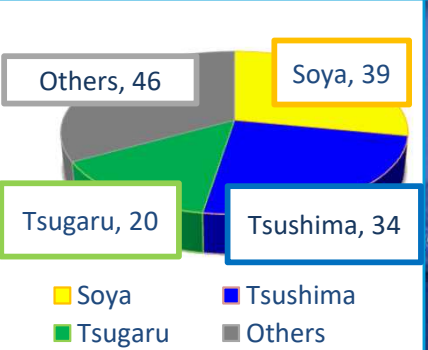 Others, 46
Soya, 39
Tsugaru, 20
Tsushima, 34
Soya
Tsushima
Tsugaru
Others